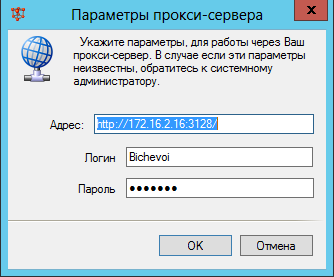 Параметры прокси-сервера
x
Укажите параметры, для работы через Ваш
прокси-сервер. В случае если эти параметры
неизвестны, обратитесь к системному
администратору.
Адрес: http://172.16.2.16:3128/
Логин Bichevoi
Пароль ●●●●●●●
OK Отмена